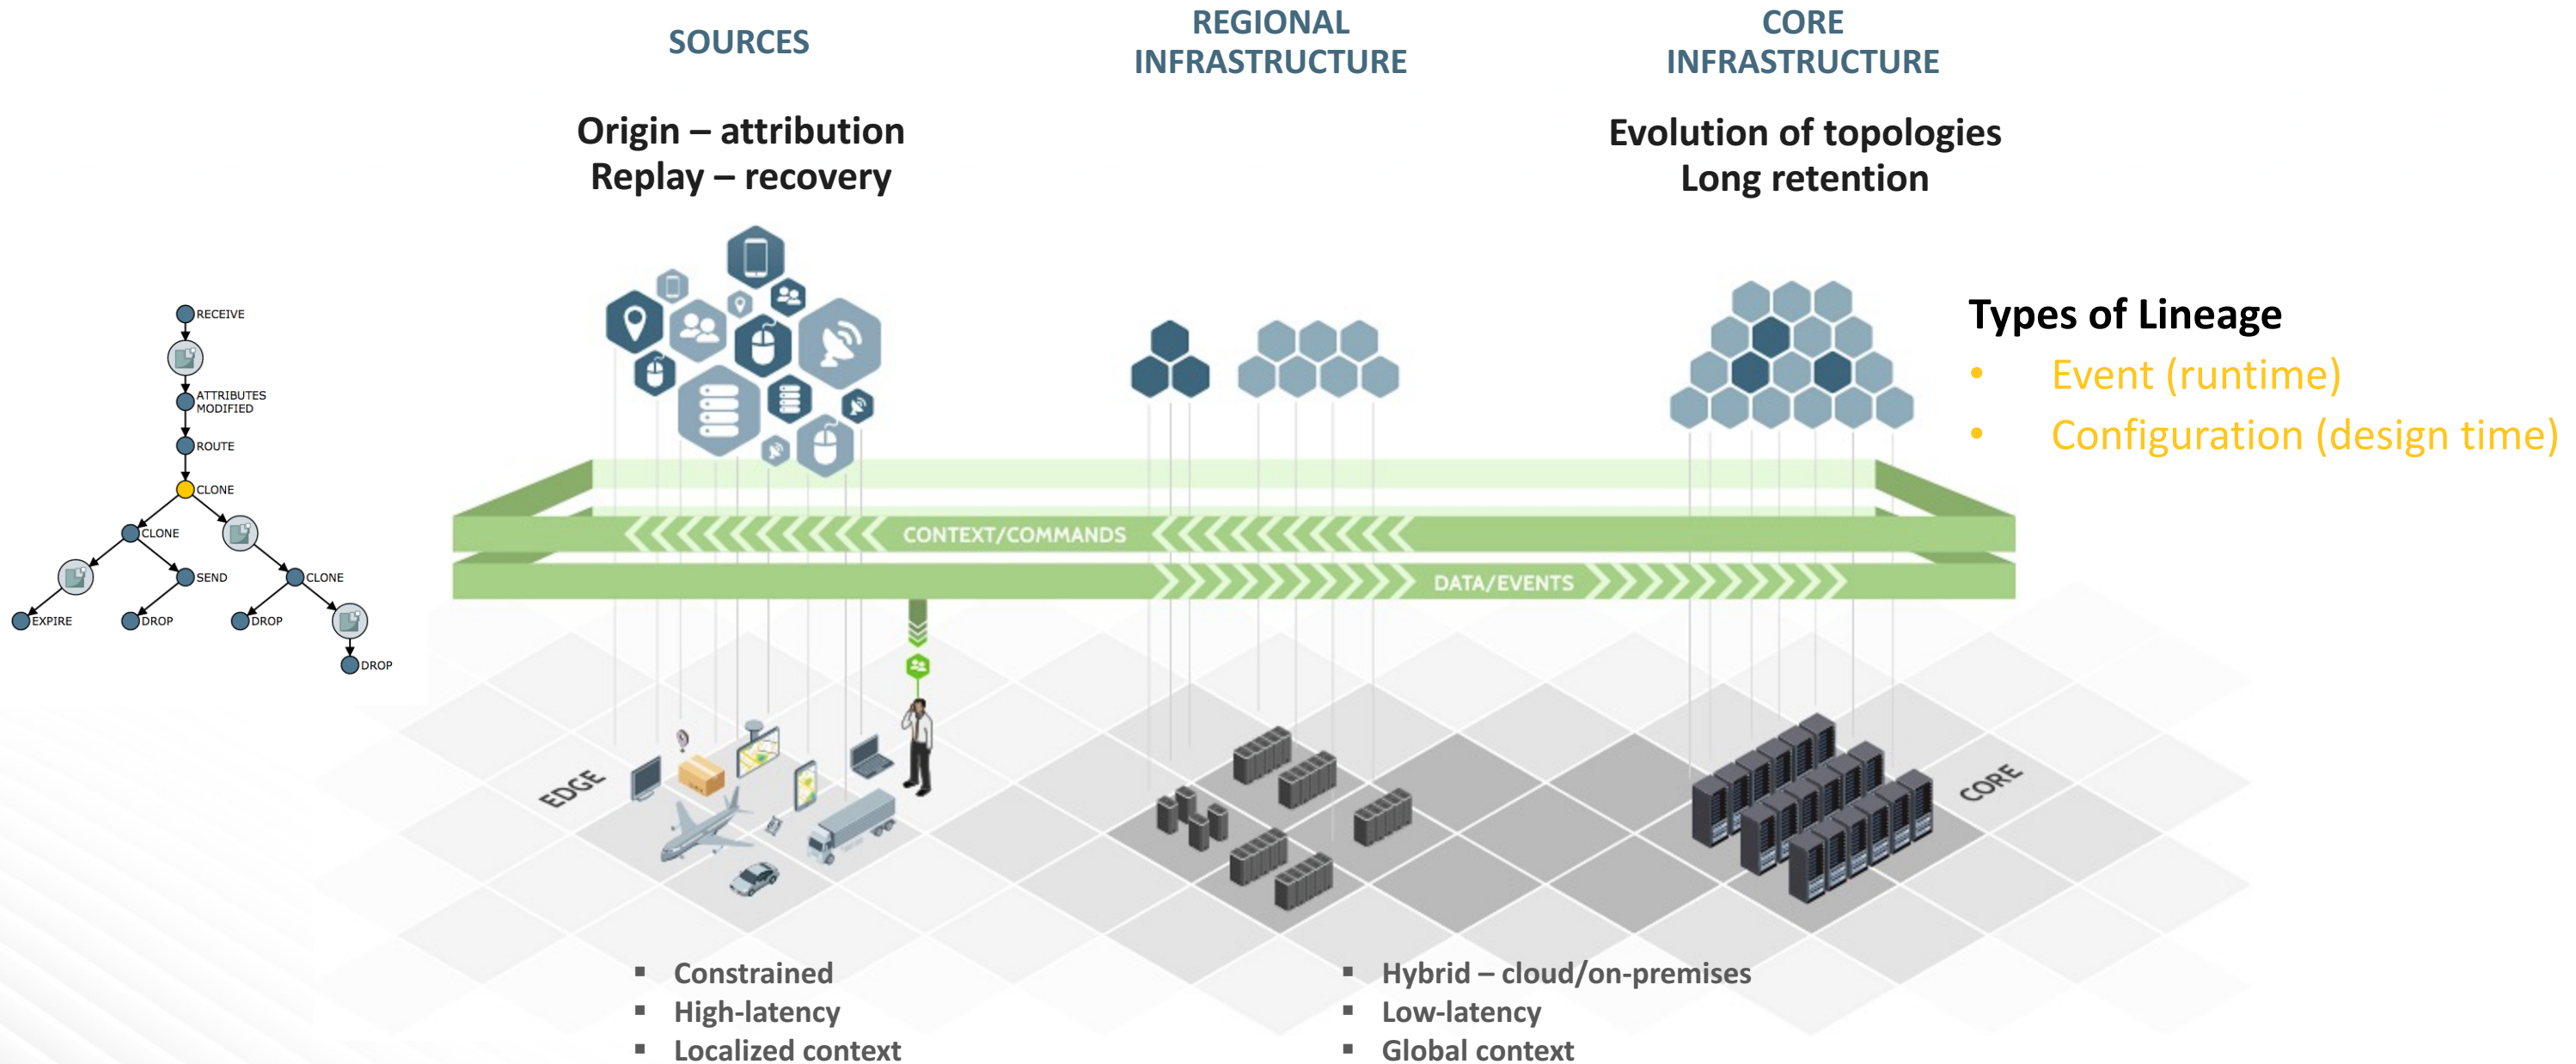 SOURCES
REGIONAL
INFRASTRUCTURE
CORE
INFRASTRUCTURE
Origin – attribution
Replay – recovery
Evolution of topologies
Long retention
RECEIVE
ATTRIBUTES
MODIFIED
ROUTE
CLONE
CLONE
SEND
CLONE
EXPIRE
DROP
DROP
DROP
Types of Lineage
• Event (runtime)
• Configuration (design time)
CONTEXT/COMMANDS
DATA/EVENTS
EDGE
CORE
▪ Constrained
▪ High-latency
▪ Localized context
▪ Hybrid – cloud/on-premises
▪ Low-latency
▪ Global context